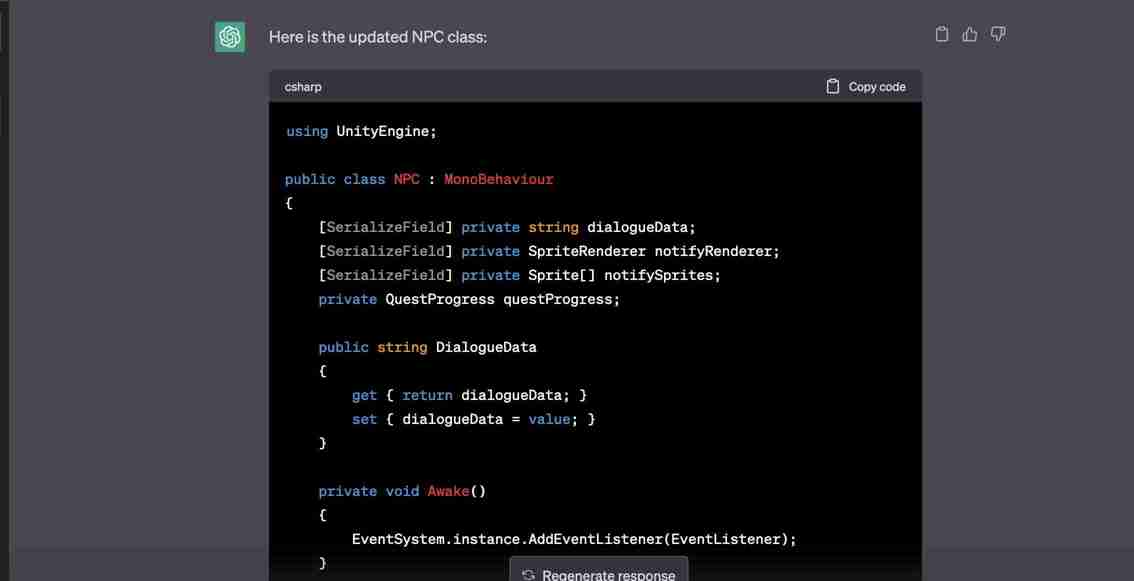 Here is the updated NPC class:
csharp
Copy code
using UnityEngine;
public class NPC : MonoBehaviour
{
[SerializeField] private string dialogueData;
[SerializeField] private SpriteRenderer notifyRenderer;
[SerializeField] private Sprite[] notifySprites;
private QuestProgress questProgress;
public string DialogueData
{
get { return dialogueData; }
set { dialogueData = value; }
}
private void Awake()
{
EventSystem.instance.AddEventListener(EventListener);
}
Regenerate response